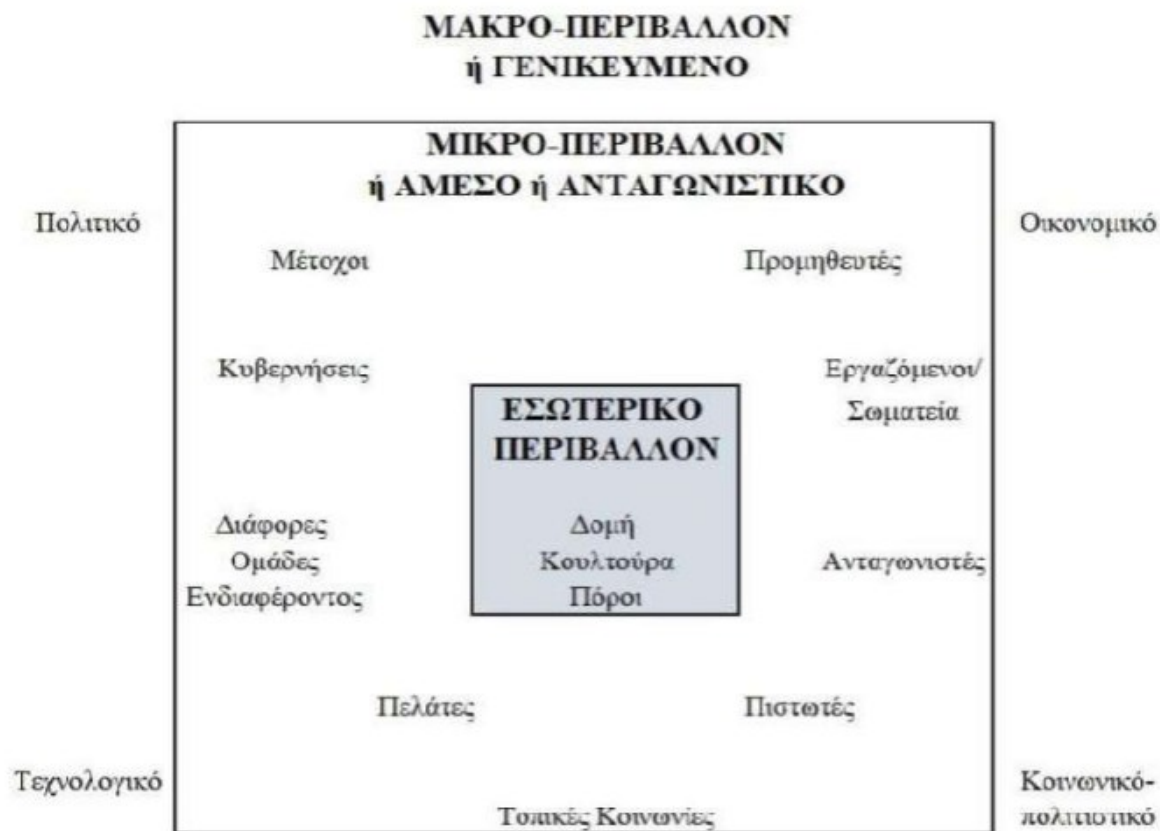 ΜΑΚΡΟ-ΠΕΡΙΒΑΛΛΟΝ
ή ΓΕΝΙΚΕΥΜΕΝΟ
ΜΙΚΡΟ-ΠΕΡΙΒΑΛΛΟΝ
ή ΑΜΕΣΟ ή ΑΝΤΑΓΩΝΙΣΤΙΚΟ
Πολιτικό
Οικονομικό
Μέτοχοι
Προμηθευτές
Κυβερνήσεις
Εργαζόμενοι/
Σωματεία
ΕΣΩΤΕΡΙΚΟ
ΠΕΡΙΒΑΛΛΟΝ
Διάφορες
Ομάδες
Ενδιαφέροντος
Δομή
Κουλτούρα
Πόροι
Ανταγωνιστές
Πελάτες
Πιστωτές
Τεχνολογικό
Κοινωνικό-
πολιτιστικό
Τοπικές Κοινωνίες